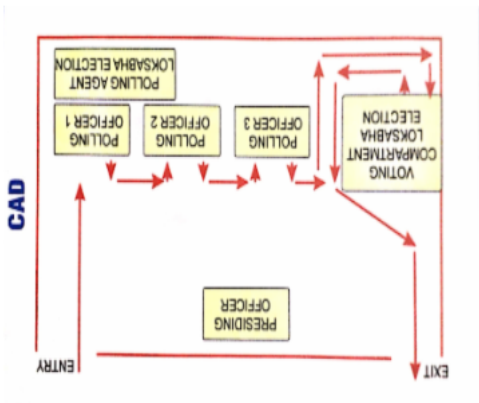 EXIT
ENTRY
PRESIDING
OFFICER
VOTING
COMPARTMENT
LOKSABHA
ELECTION
POLLING
OFFICER 3
POLLING
OFFICER 2
POLLING
OFFICER 1
POLLING AGENT
LOKSABHA ELECTION
CAD